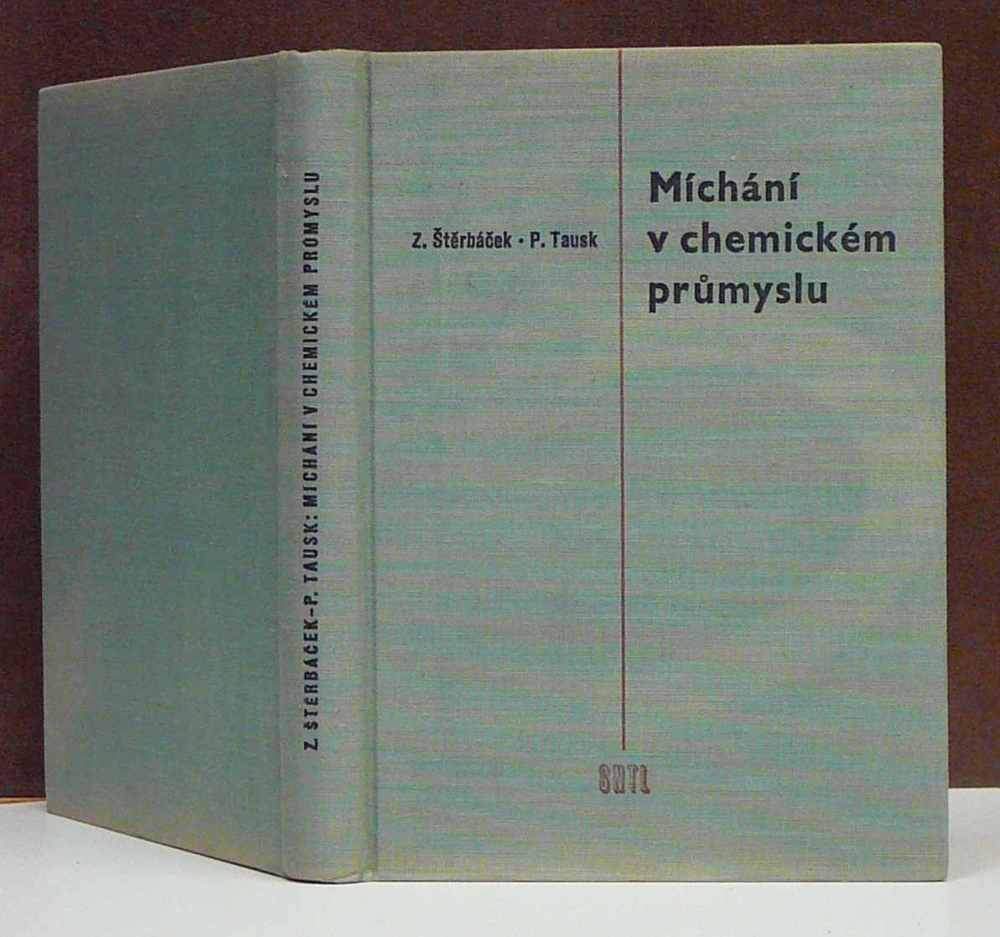 Z. ŠTĚRBÁČEK-P. TAUSK: MÍCHÁNÍ V CHEMICKÉM PRŮMYSLU
Z. Štěrbáček · P. Tausk
Míchání
v chemickém
průmyslu
SNTL